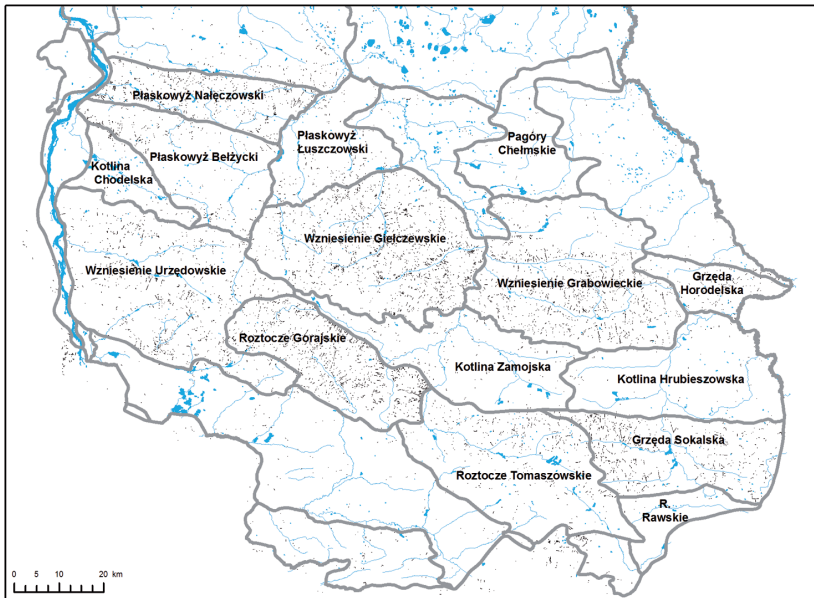 Płaskowyż Nałęczowski
Płaskowyż
Łuszczowski
Pagóry
Chełmskie
Płaskowyż Bełżycki
Kotlina
Chodelska
Wzniesienie Giełczewskie
Wzniesienie Urzędowskie
Wzniesienie Grabowieckie
Grzęda
Horodelska
Roztocze Gorajskie
Kotlina Zamojska
Kotlina Hrubieszowska
Grzęda Sokalska
Roztocze Tomaszowskie
R.
Rawskie
0 5 10 20 km